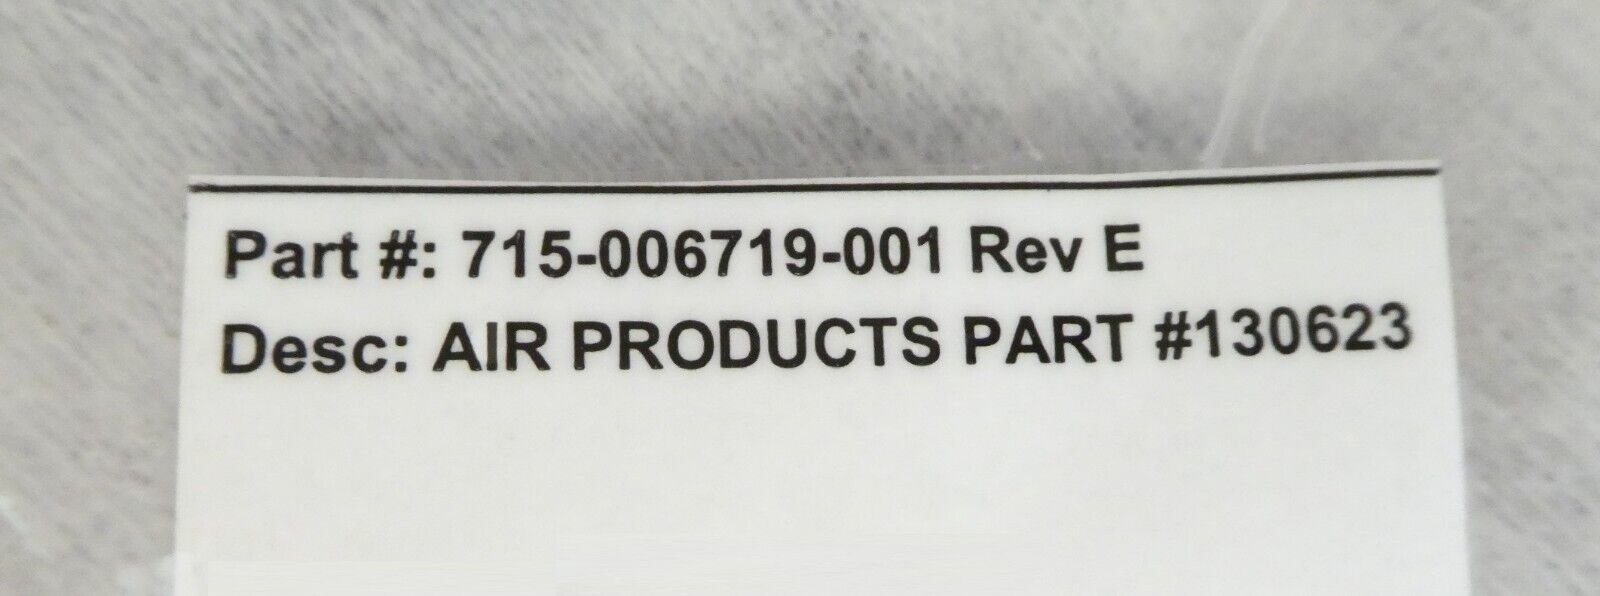 Part #: 715-006719-001 Rev E
Desc: AIR PRODUCTS PART #130623